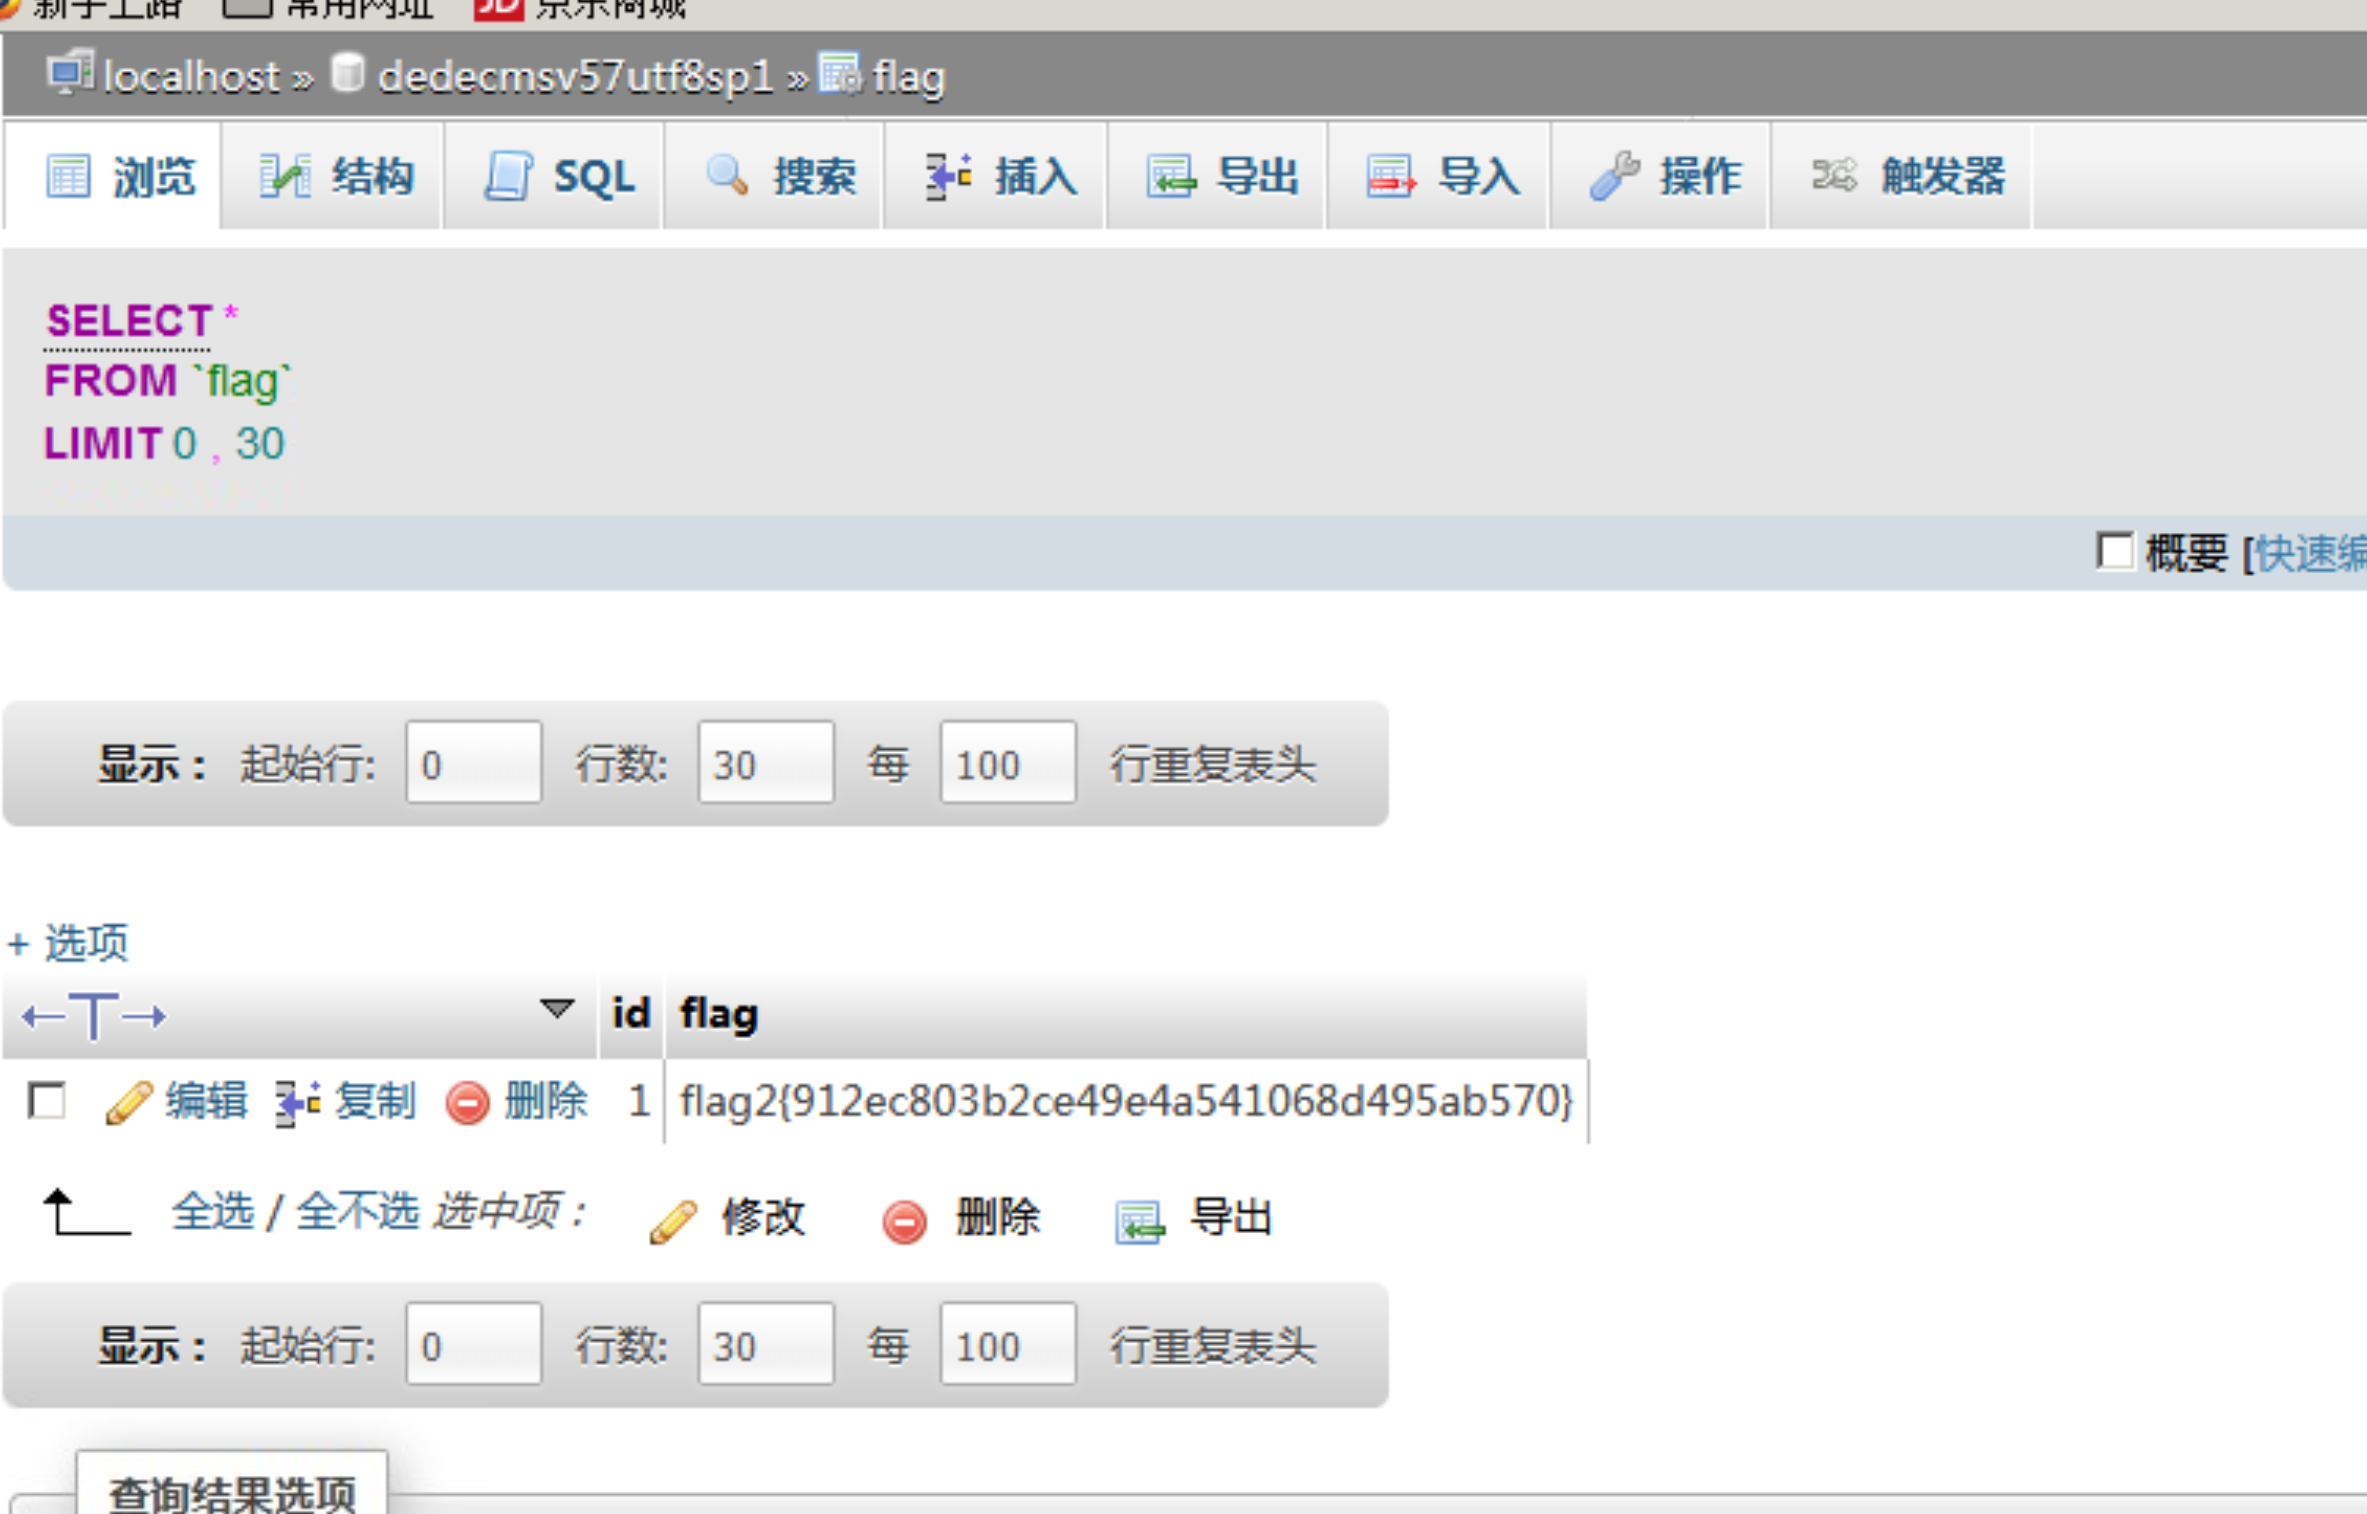 新手上路 常用网址 JD 京东商城
localhost » dedecmsv57utf8sp1 » flag
浏览 结构 SQL 搜索 插入 导出 导入 操作 触发器
SELECT *
FROM `flag`
LIMIT 0 , 30
概要 [快速编
显示： 起始行: 0 行数: 30 每 100 行重复表头
+ 选项
←T→ id flag
编辑 复制 删除 1 flag2{912ec803b2ce49e4a541068d495ab570}
全选 / 全不选 选中项： 修改 删除 导出
显示： 起始行: 0 行数: 30 每 100 行重复表头
查询结果选项